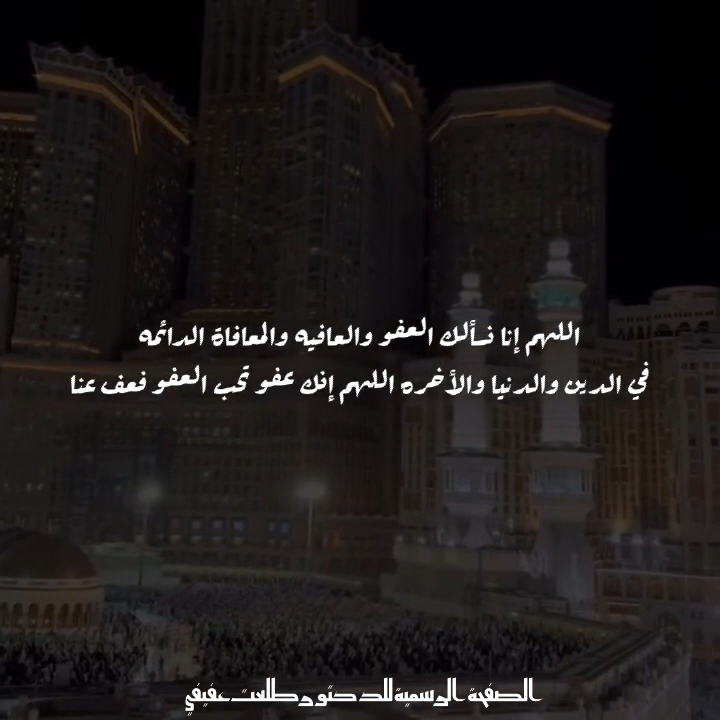 اللهم إنا نسألك العفو والعافيه والمعافاة الدائمه
في الدين والدنيا والأخره اللهم إنك عفو تحب العفو فعف عنا
الصفحة الرسمية للدكتور طلعت عفيفي